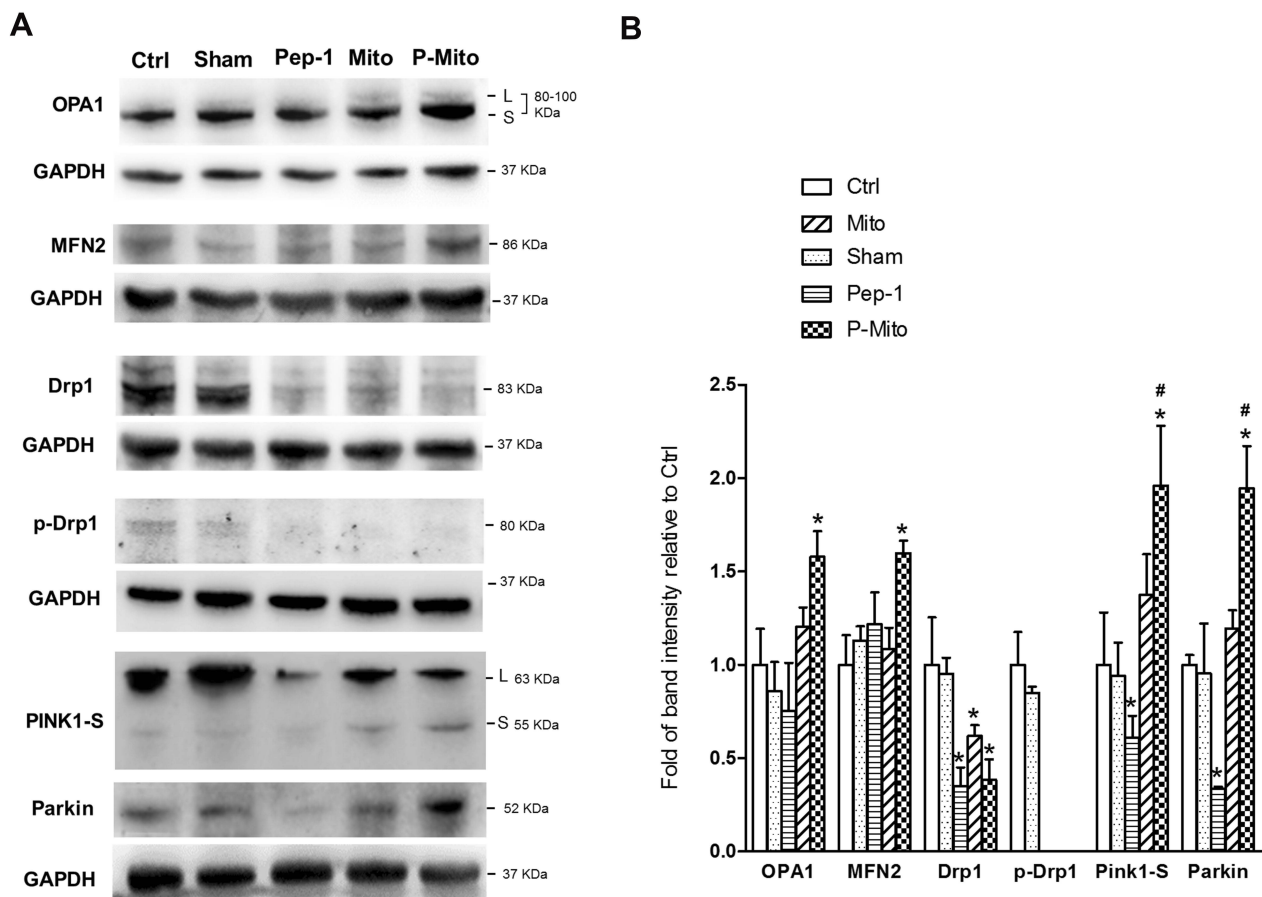 A
Ctrl Sham Pep-1 Mito P-Mito
OPA1
L
S
80-100
KDa
GAPDH
37 KDa
MFN2
86 KDa
GAPDH
37 KDa
Drp1
83 KDa
GAPDH
37 KDa
p-Drp1
80 KDa
GAPDH
37 KDa
PINK1-S
L 63 KDa
S 55 KDa
Parkin
52 KDa
GAPDH
37 KDa
B
Ctrl
Mito
Sham
Pep-1
P-Mito
Fold of band intensity relative to Ctrl
2.5
2.0
1.5
1.0
0.5
0.0
*
*
*
*
*
*
#
*
*
#
*
OPA1 MFN2 Drp1 p-Drp1 Pink1-S Parkin